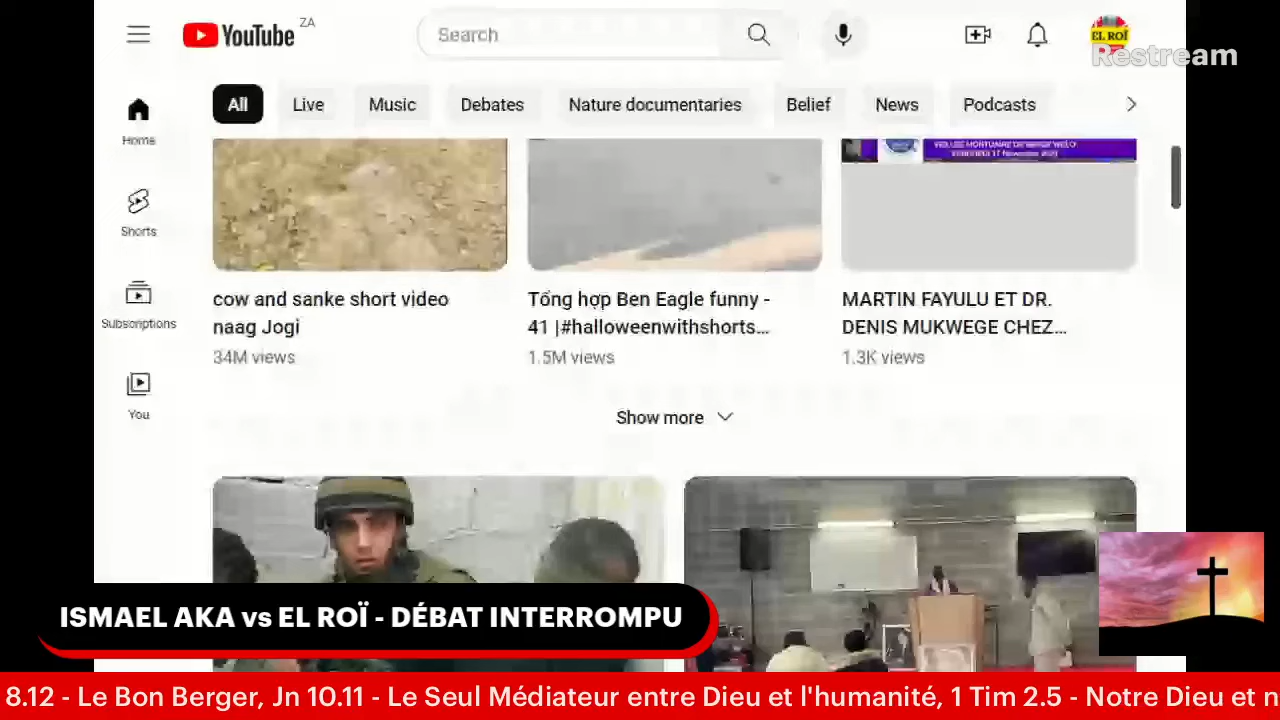 YouTube ZA
Search
EL ROÏ
Restream
All
Live
Music
Debates
Nature documentaries
Belief
News
Podcasts
Home
Shorts
Subscriptions
You
cow and sanke short video
naag Jogi
34M views
Tổng hợp Ben Eagle funny -
41 |#halloweenwithshorts...
1.5M views
MARTIN FAYULU ET DR.
DENIS MUKWEGE CHEZ...
1.3K views
Show more
ISMAEL AKA vs EL ROÏ - DÉBAT INTERROMPU
8.12 - Le Bon Berger, Jn 10.11 - Le Seul Médiateur entre Dieu et l'humanité, 1 Tim 2.5 - Notre Dieu et n